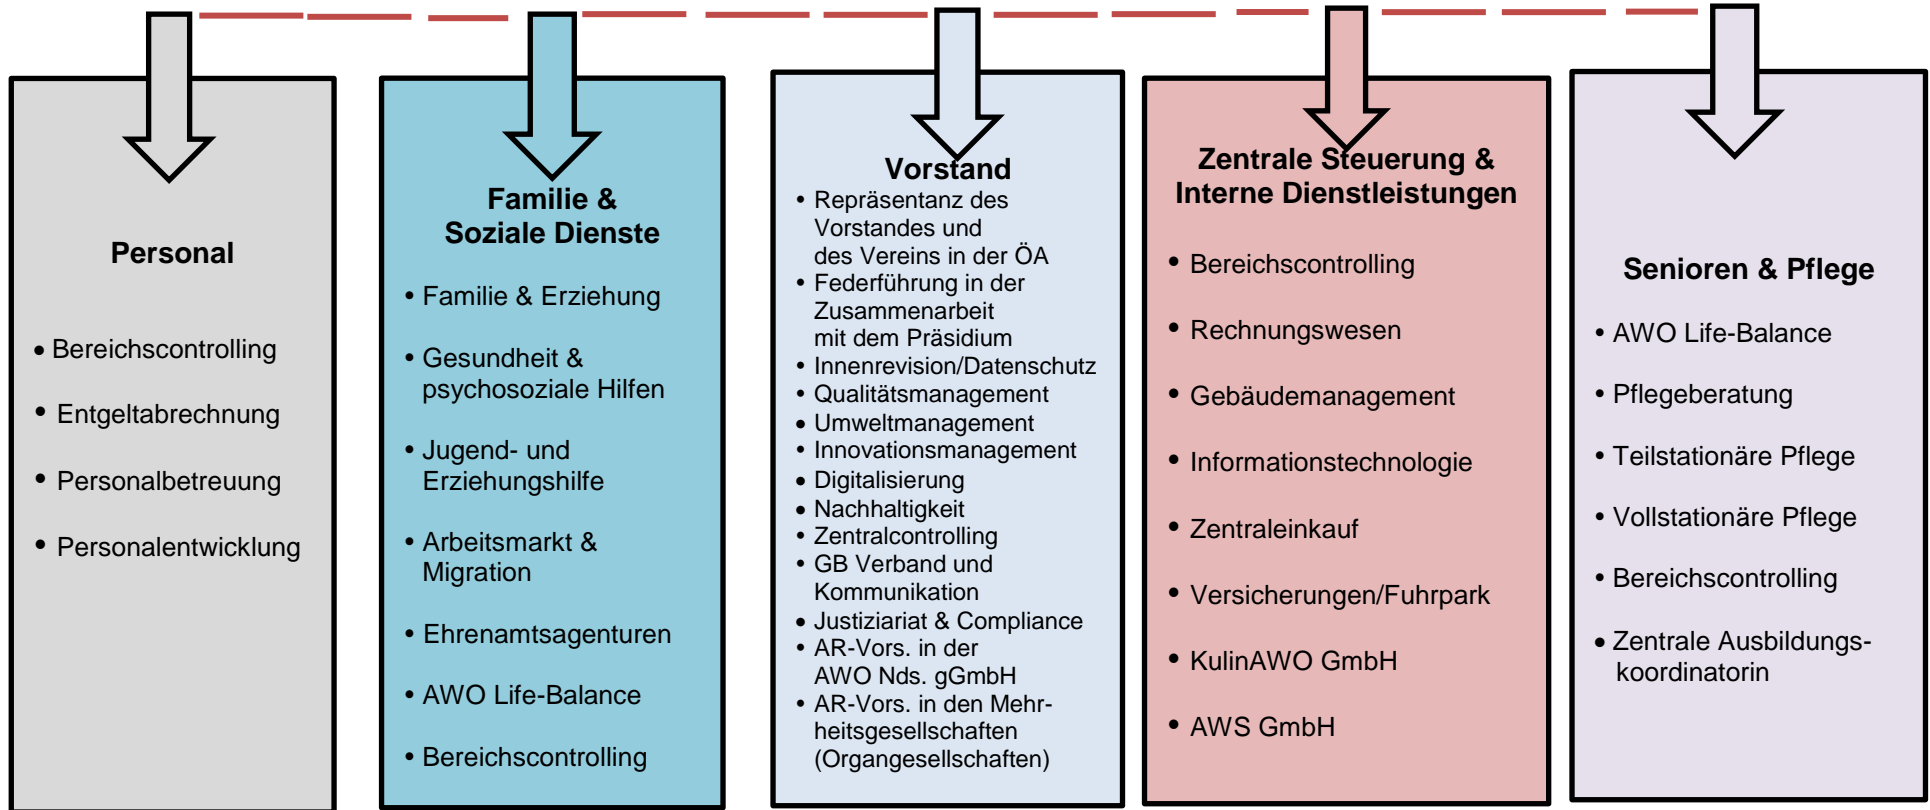 Personal
• Bereichscontrolling
• Entgeltabrechnung
• Personalbetreuung
• Personalentwicklung
Familie &
Soziale Dienste
• Familie & Erziehung
• Gesundheit &
psychosoziale Hilfen
• Jugend- und
Erziehungshilfe
• Arbeitsmarkt &
Migration
• Ehrenamtsagenturen
• AWO Life-Balance
• Bereichscontrolling
Vorstand
• Repräsentanz des
Vorstandes und
des Vereins in der ÖA
• Federführung in der
Zusammenarbeit
mit dem Präsidium
• Innenrevision/Datenschutz
• Qualitätsmanagement
• Umweltmanagement
• Innovationsmanagement
• Digitalisierung
• Nachhaltigkeit
• Zentralcontrolling
• GB Verband und
Kommunikation
• Justiziariat & Compliance
• AR-Vors. in der
AWO Nds. gGmbH
• AR-Vors. in den Mehr-
heitsgesellschaften
(Organgesellschaften)
Zentrale Steuerung &
Interne Dienstleistungen
• Bereichscontrolling
• Rechnungswesen
• Gebäudemanagement
• Informationstechnologie
• Zentraleinkauf
• Versicherungen/Fuhrpark
• KulinAWO GmbH
• AWS GmbH
Senioren & Pflege
• AWO Life-Balance
• Pflegeberatung
• Teilstationäre Pflege
• Vollstationäre Pflege
• Bereichscontrolling
• Zentrale Ausbildungs-
koordinatorin